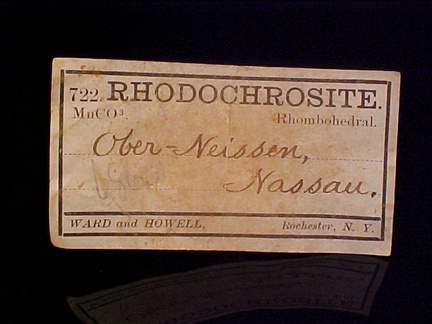 722. RHODOCHROSITE.
MnCO³. Rhombohedral.
Ober-Neissen,
Nassau.
WARD and HOWELL, Rochester, N. Y.